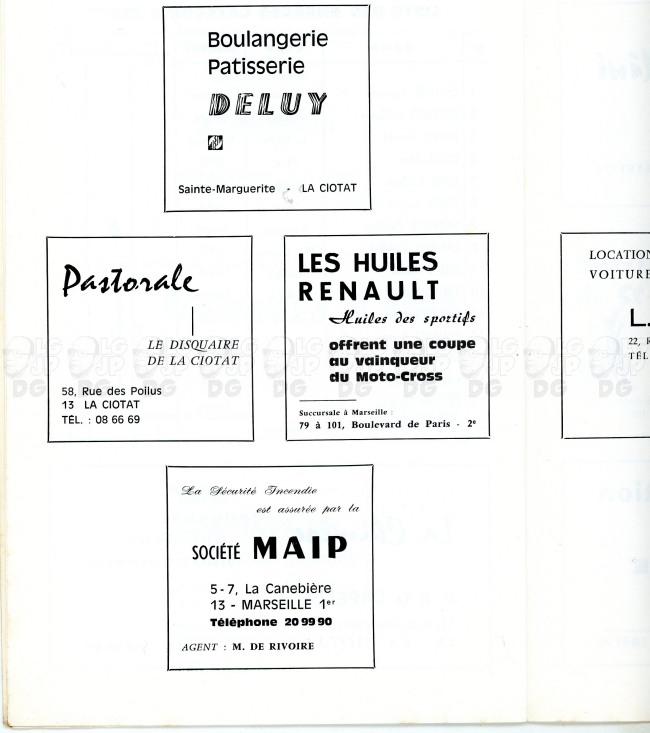 Boulangerie
Patisserie
DELUY
Sainte-Marguerite - LA CIOTAT
Pastorale
LE DISQUAIRE
DE LA CIOTAT
58, Rue des Poilus
13 LA CIOTAT
TÉL. : 08 66 69
LES HUILES
RENAULT
Huiles des sportifs
offrent une coupe
au vainqueur
du Moto-Cross
Succursale à Marseille :
79 à 101, Boulevard de Paris - 2e
LOCATION
VOITURE
L.
22, R
TÉL
La Sécurité Incendie
est assurée par la
SOCIÉTÉ MAIP
5-7, La Canebière
13 - MARSEILLE 1er
Téléphone 20 99 90
AGENT : M. DE RIVOIRE